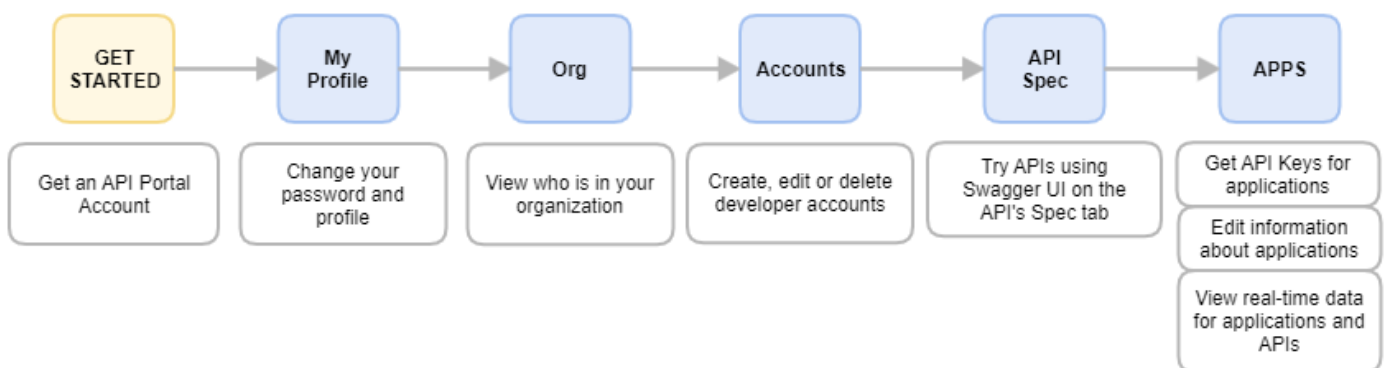 GET
STARTED
My
Profile
Org
Accounts
API
Spec
APPS
Get an API Portal
Account
Change your
password and
profile
View who is in your
organization
Create, edit or delete
developer accounts
Try APIs using
Swagger UI on the
API's Spec tab
Get API Keys for
applications
Edit information
about applications
View real-time data
for applications and
APIs